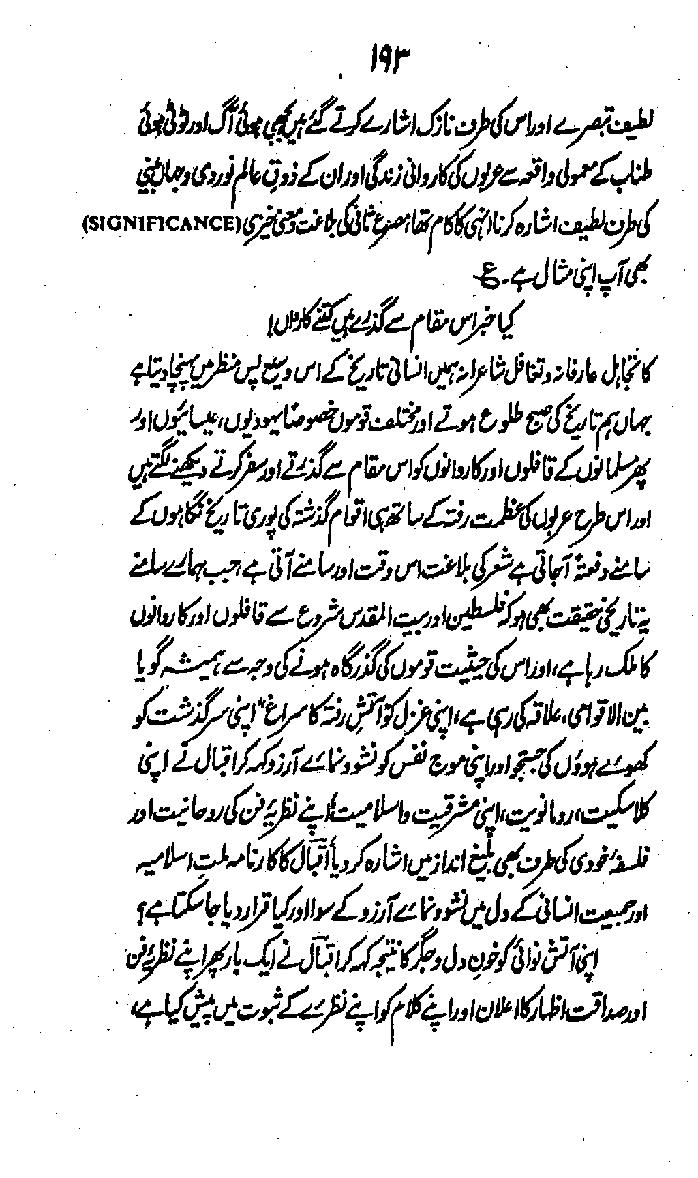 ۱۹۳
لطیف تبصرے اور اس کی طرف نازک اشارے کرتے گئے ہیں بجھی ہوئی آگ اور ٹوٹی ہوئی
طناب کے معمولی واقعہ سے عربوں کی کاروانی زندگی اور ان کے ذوقِ عالم نوردی و جہاں بینی
کی طرف لطیف اشارہ کرنا انہی کا کام تھا، مصرع ثانی کی بلاغت و معنی خیزی (SIGNIFICANCE)
بھی آپ اپنی مثال ہے۔ ع
کیا خبر اس مقام سے گذرے ہیں کتنے کارواں!
کا تجاہل عارفانہ و تغافل شاعرانہ ہمیں انسانی تاریخ کے اس وسیع پس منظر میں پہنچا دیتا ہے
جہاں ہم تاریخ کی صبح طلوع ہوتے اور مختلف قوموں خصوصاً یہودیوں، عیسائیوں اور
پھر مسلمانوں کے قافلوں اور کاروانوں کو اس مقام سے گذرتے اور سفر کرتے دیکھنے لگتے ہیں
اور اس طرح عربوں کی عظمت رفتہ کے ساتھ ہی اقوام گذشتہ کی پوری تاریخ نگاہوں کے
سامنے دفعتہً آجاتی ہے شعر کی بلاغت اس وقت اور سامنے آتی ہے، جب ہمارے سامنے
یہ تاریخی حقیقت بھی ہو کہ فلسطین اور بیت المقدس شروع سے قافلوں اور کاروانوں
کا ملک رہا ہے، اور اس کی حیثیت قوموں کی گذرگاہ ہونے کی وجہ سے ہمیشہ گویا
بین الاقوامی علاقہ کی رہی ہے، اپنی غزل کو آتشِ رفتہ کا سراغ، اپنی سرگذشت کو
کھوئے ہوؤں کی جستجو اور اپنی موج نفس کو نشوونمائے آرزو کہہ کر اقبال نے اپنی
کلاسکیت، رومانویت، اپنی مشرقیت و اسلامیت، اپنے نظریۂ فن کی روحانیت اور
فلسفۂ خودی کی طرف بھی بلیغ انداز میں اشارہ کر دیا، اقبال کا کارنامہ ملتِ اسلامیہ
اور جمیعت انسانی کے دل میں نشوونمائے آرزو کے سوا اور کیا قرار دیا جا سکتا ہے؟
اپنی آتش نوائی کو خونِ دل و جگر کا نتیجہ کہہ کر اقبال نے ایک بار پھر اپنے نظریۂ فن
اور صداقت اظہار کا اعلان اور اپنے کلام کو اپنے نظریے کے ثبوت میں پیش کیا ہے،